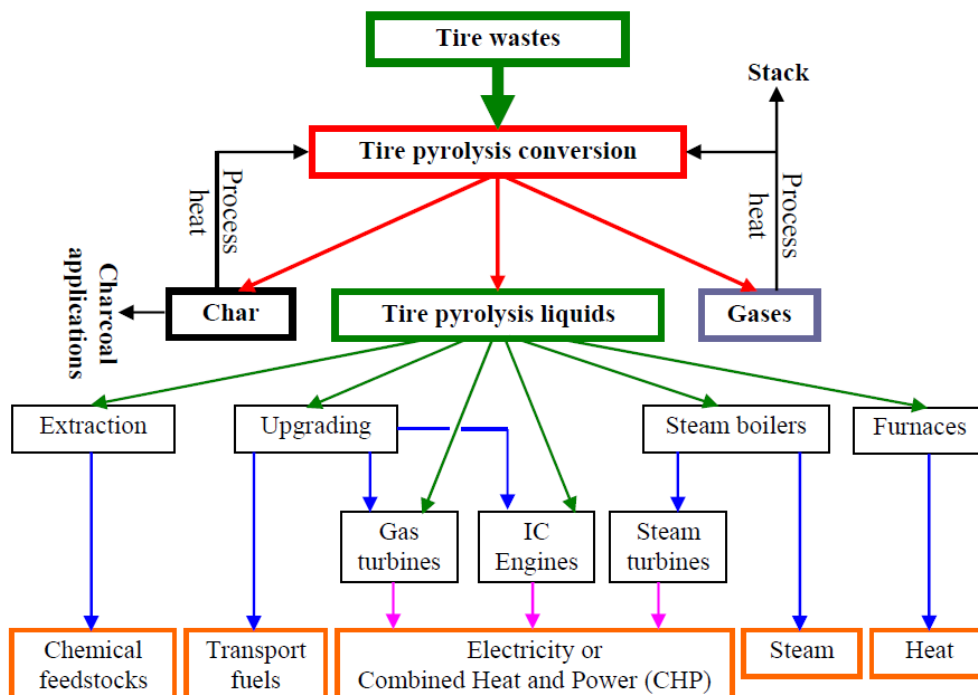 Tire wastes
Stack
Tire pyrolysis conversion
Process
heat
Process
heat
Charcoal
applications
Char
Tire pyrolysis liquids
Gases
Extraction
Upgrading
Steam boilers
Furnaces
Gas
turbines
IC
Engines
Steam
turbines
Chemical
feedstocks
Transport
fuels
Electricity or
Combined Heat and Power (CHP)
Steam
Heat